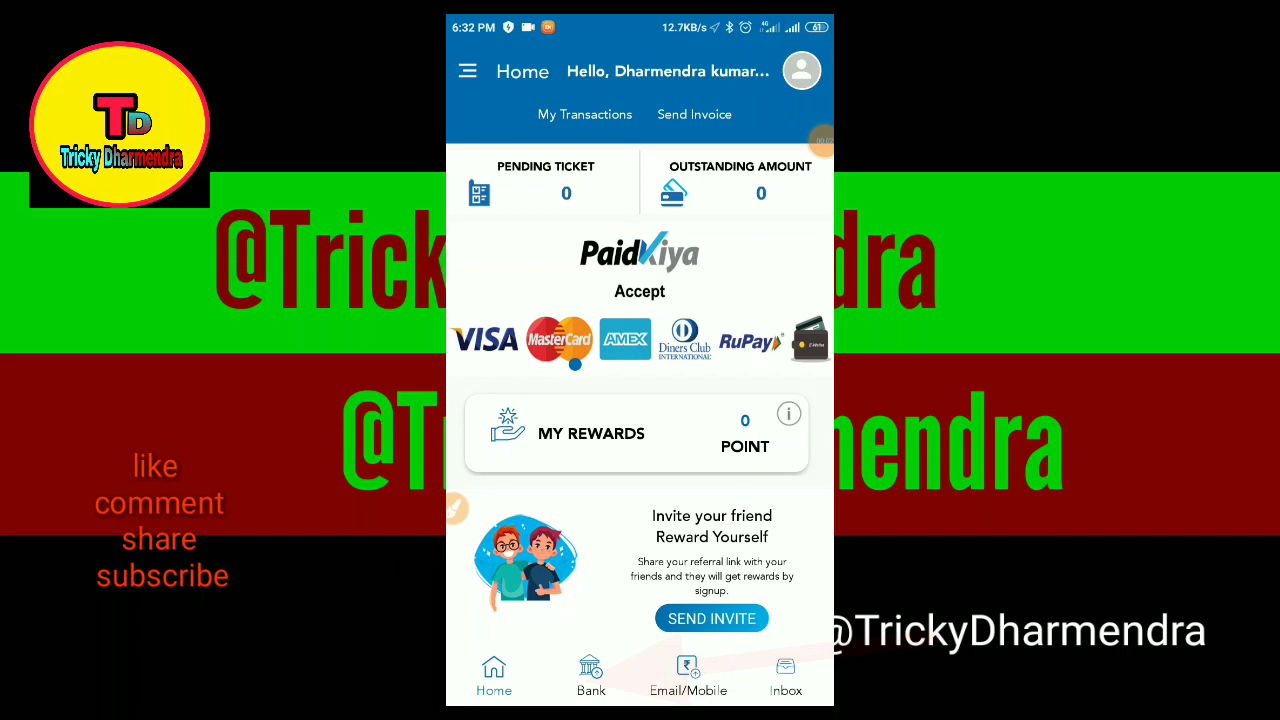 TD
Tricky Dharmendra
@Trick
dra
@T
mendra
like
comment
share
subscribe
@TrickyDharmendra
6:32 PM
12.7KB/s
4G
61
Home
Hello, Dharmendra kumar...
My Transactions
Send Invoice
PENDING TICKET
0
OUTSTANDING AMOUNT
0
PaidKiya
Accept
VISA
MasterCard
AMEX
Diners Club
INTERNATIONAL
RuPay
MY REWARDS
0
POINT
Invite your friend
Reward Yourself
Share your referral link with your
friends and they will get rewards by
signup.
SEND INVITE
Home
Bank
Email/Mobile
Inbox